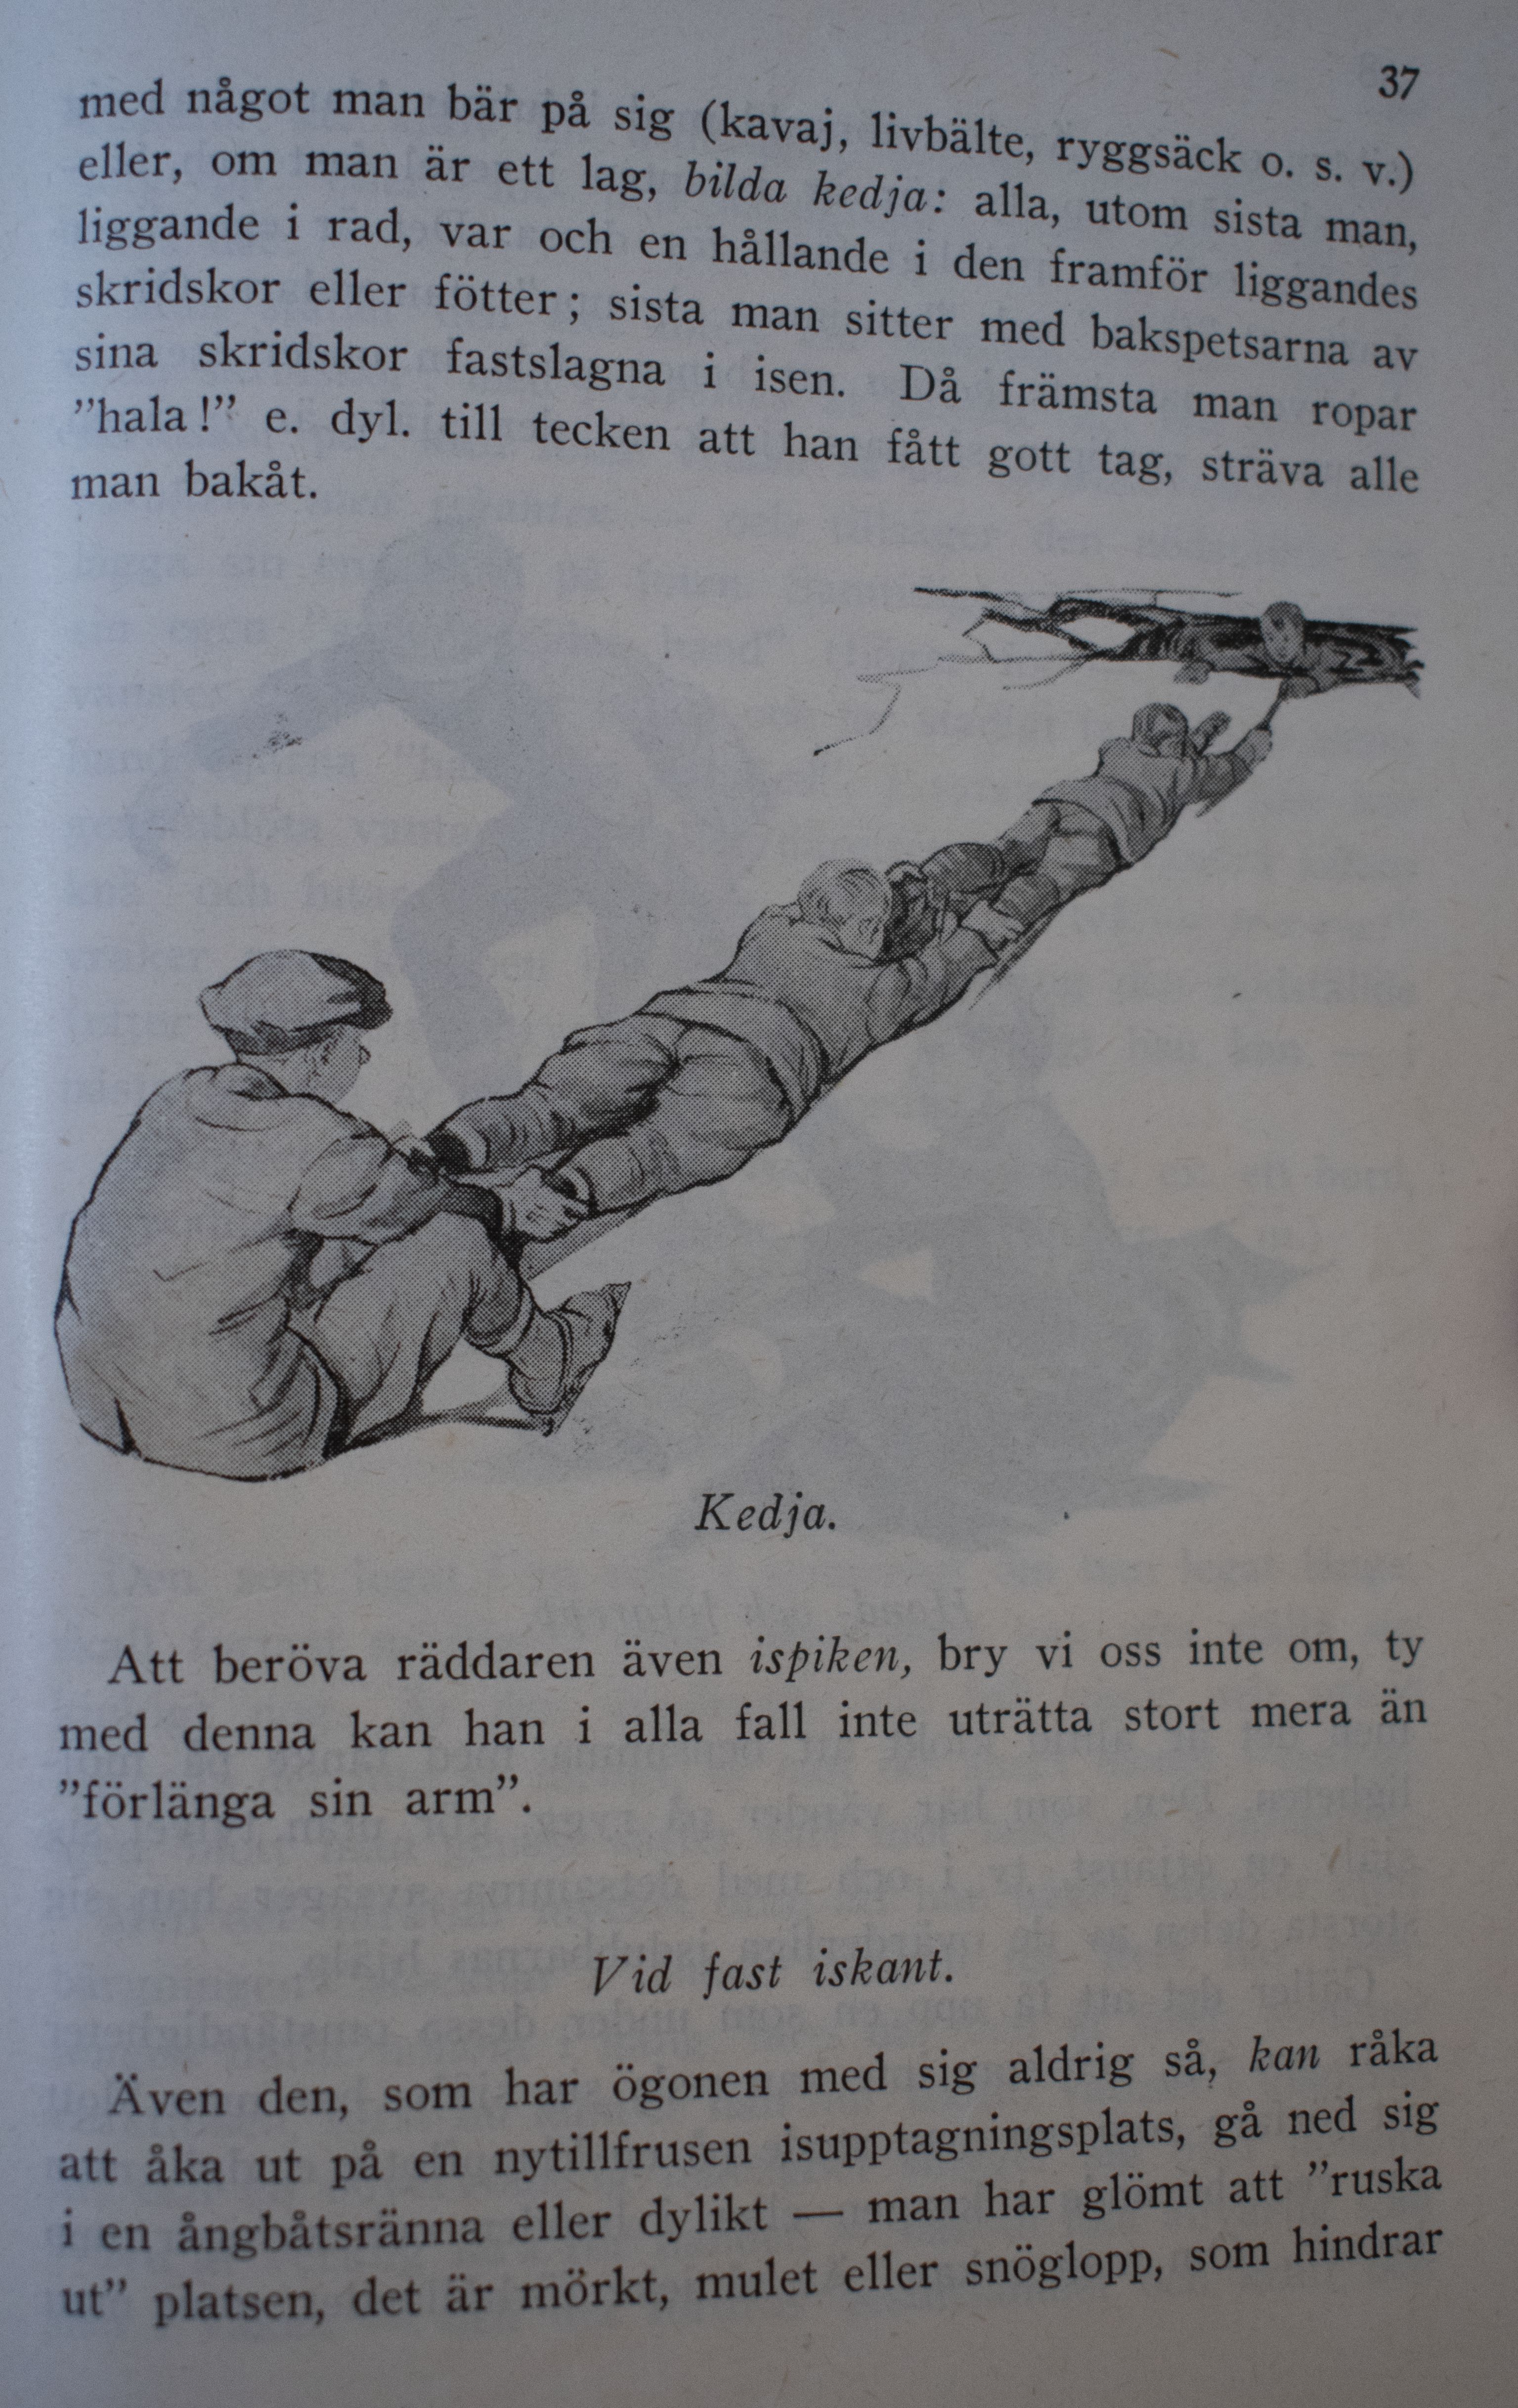 37
med något man bär på sig (kavaj, livbälte, ryggsäck o. s. v.)
eller, om man är ett lag, bilda kedja: alla, utom sista man,
liggande i rad, var och en hållande i den framför liggandes
skridskor eller fötter; sista man sitter med bakspetsarna av
sina skridskor fastslagna i isen. Då främsta man ropar
”hala!” e. dyl. till tecken att han fått gott tag, sträva alle
man bakåt.
Kedja.
Att beröva räddaren även ispiken, bry vi oss inte om, ty
med denna kan han i alla fall inte uträtta stort mera än
”förlänga sin arm”.
Vid fast iskant.
Även den, som har ögonen med sig aldrig så, kan råka
att åka ut på en nytillfrusen isupptagningsplats, gå ned sig
i en ångbåtsränna eller dylikt — man har glömt att ”ruska
ut” platsen, det är mörkt, mulet eller snöglopp, som hindrar